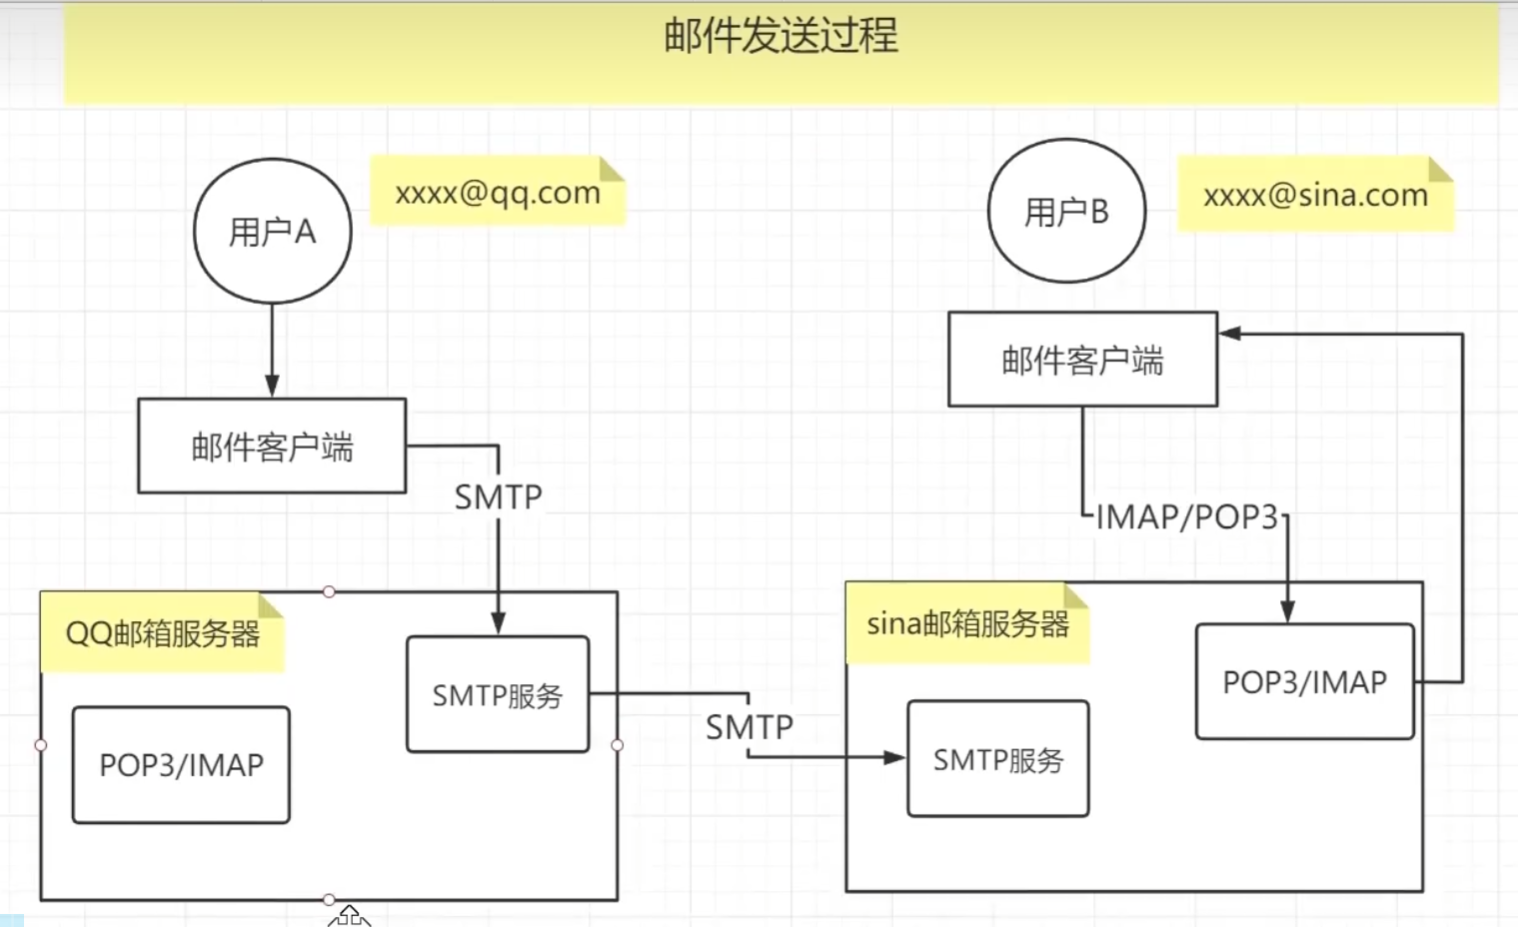 邮件发送过程
用户A
xxxx@qq.com
用户B
xxxx@sina.com
邮件客户端
邮件客户端
SMTP
IMAP/POP3
QQ邮箱服务器
SMTP服务
POP3/IMAP
SMTP
sina邮箱服务器
POP3/IMAP
SMTP服务